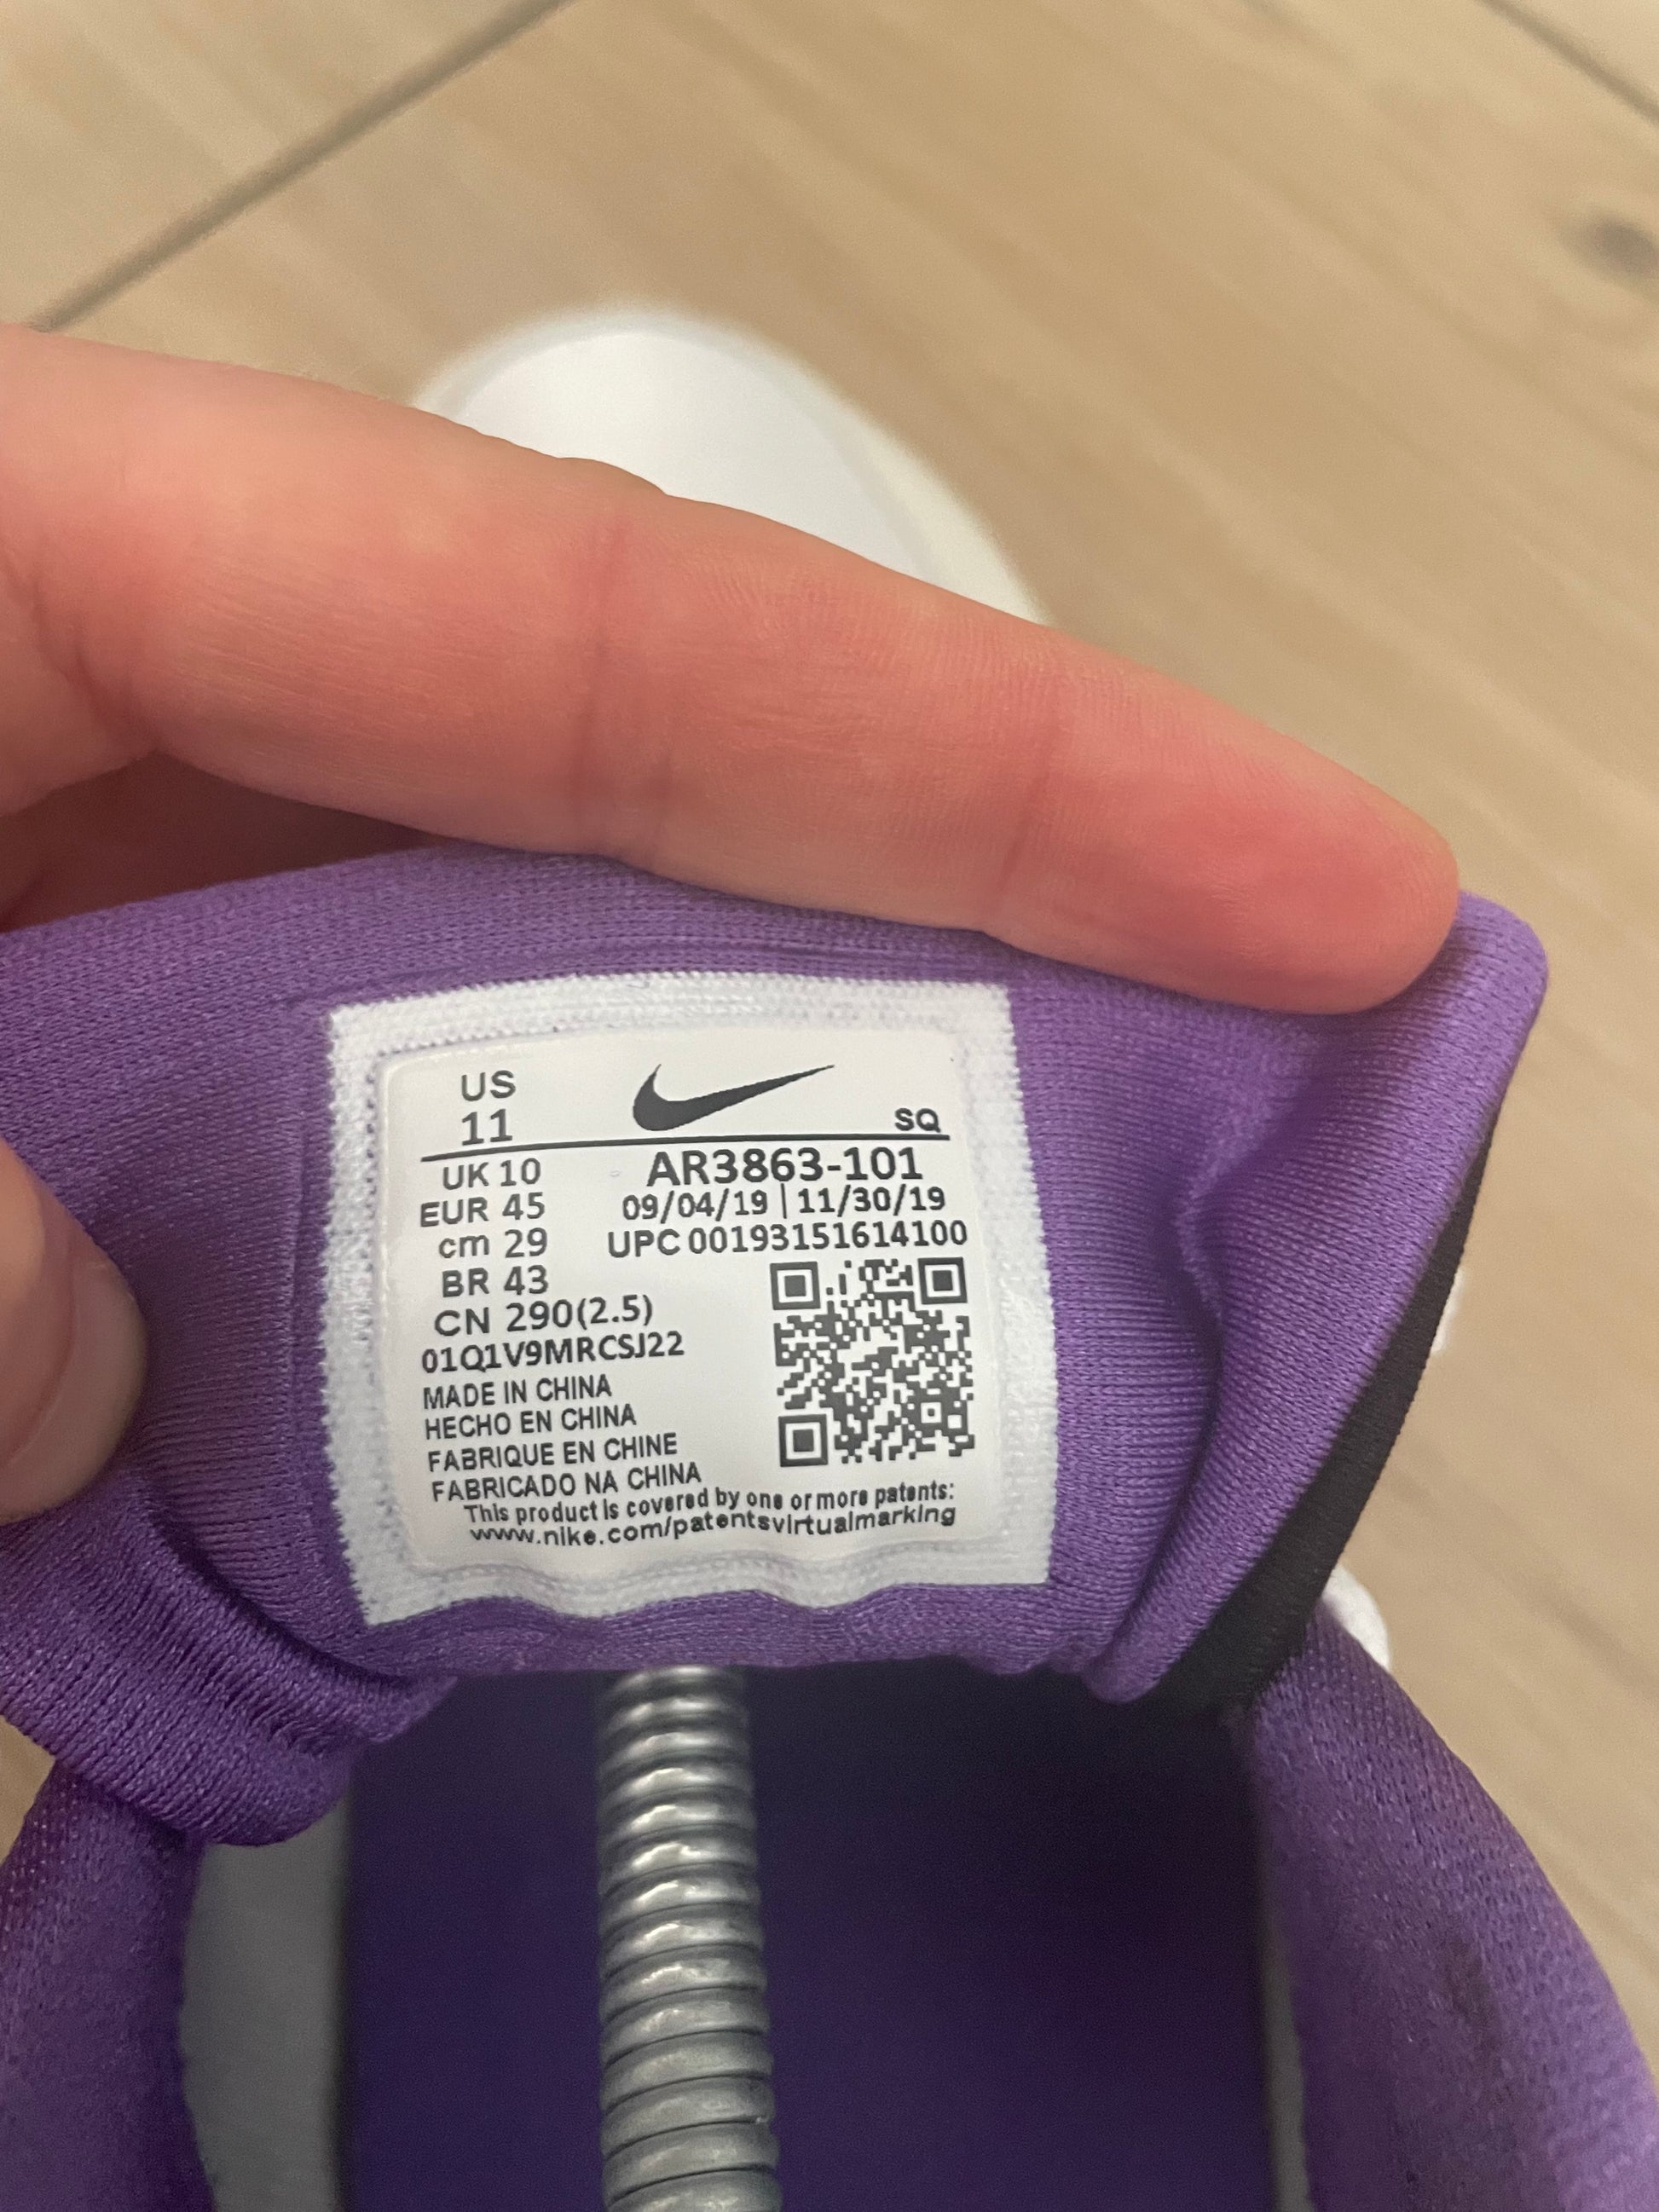 US
11
SQ
UK 10
EUR 45
cm 29
BR 43
CN 290(2.5)
01Q1V9MRCSJ22
AR3863-101
09/04/19 | 11/30/19
UPC 00193151614100
MADE IN CHINA
HECHO EN CHINA
FABRIQUE EN CHINE
FABRICADO NA CHINA
This product is covered by one or more patents:
www.nike.com/patentsvirtualmarking